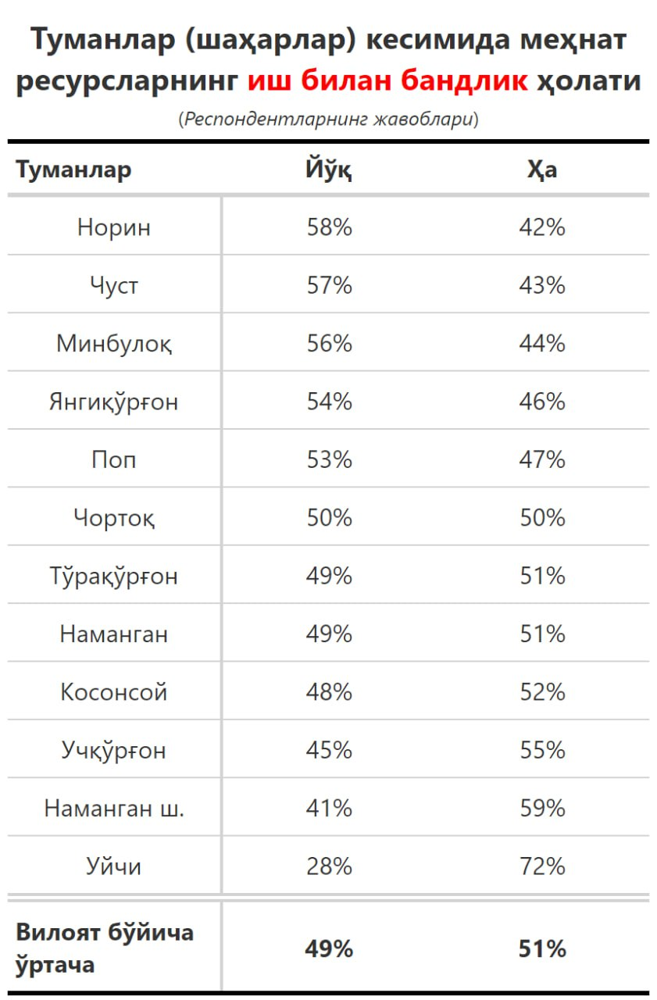 Туманлар (шаҳарлар) кесимида меҳнат
ресурсларнинг иш билан бандлик ҳолати
(Респондентларнинг жавоблари)
Туманлар Йўқ Ҳа
Норин 58% 42%
Чуст 57% 43%
Минбулоқ 56% 44%
Янгиқўрғон 54% 46%
Поп 53% 47%
Чортоқ 50% 50%
Тўрақўрғон 49% 51%
Наманган 49% 51%
Косонсой 48% 52%
Учқўрғон 45% 55%
Наманган ш. 41% 59%
Уйчи 28% 72%
Вилоят бўйича
ўртача 49% 51%